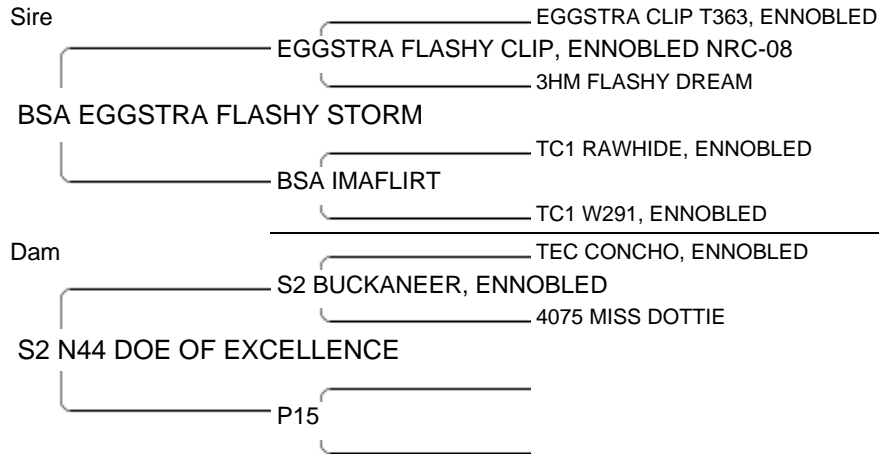 Sire
EGGSTRA CLIP T363, ENNOBLED
EGGSTRA FLASHY CLIP, ENNOBLED NRC-08
3HM FLASHY DREAM
BSA EGGSTRA FLASHY STORM
TC1 RAWHIDE, ENNOBLED
BSA IMAFLIRT
TC1 W291, ENNOBLED
Dam
TEC CONCHO, ENNOBLED
S2 BUCKANEER, ENNOBLED
4075 MISS DOTTIE
S2 N44 DOE OF EXCELLENCE
P15